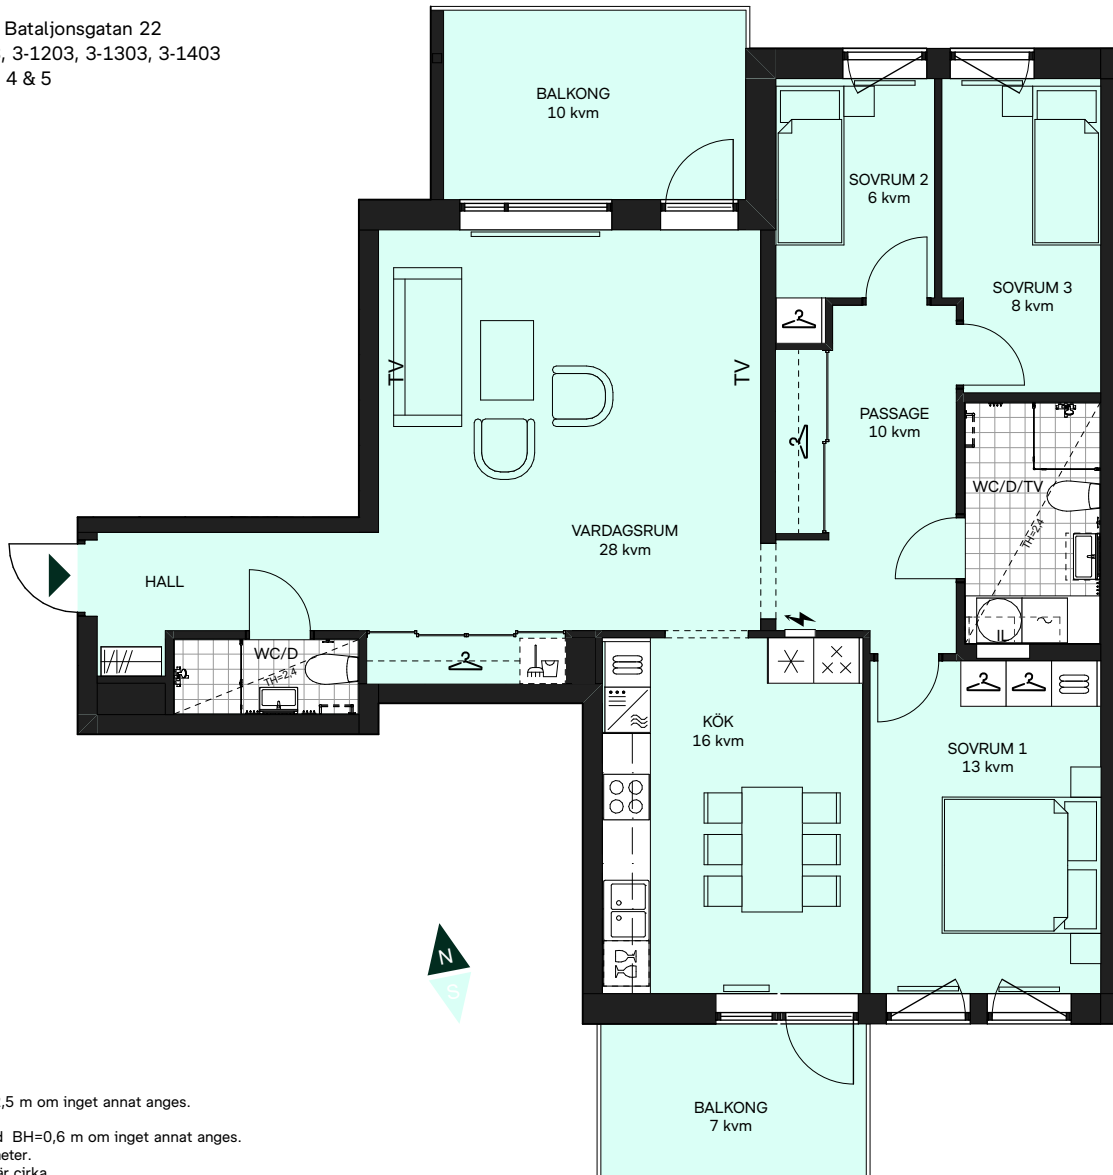 Bataljonsgatan 22
, 3-1203, 3-1303, 3-1403
4 & 5
BALKONG
10 kvm
SOVRUM 2
6 kvm
SOVRUM 3
8 kvm
TV
TV
PASSAGE
10 kvm
WC/D/TV
TH=2,4
VARDAGSRUM
28 kvm
HALL
WC/D
TH=2,4
KÖK
16 kvm
SOVRUM 1
13 kvm
N
S
BALKONG
7 kvm
,5 m om inget annat anges.
BH=0,6 m om inget annat anges.
är cirka